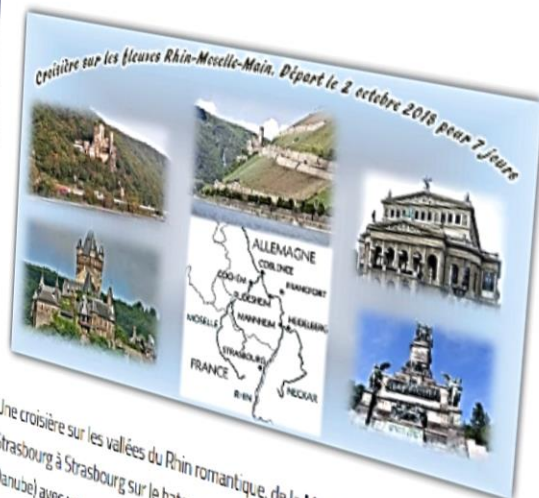 Croisière sur les fleuves Rhin-Moselle-Main. Départ le 2 octobre 2018 pour 7 jours
ALLEMAGNE
COBLENCE
COCHEM
FRANCFORT
RUDESHEIM
MOSELLE
MANNHEIM
HEIDELBERG
STRASBOURG
FRANCE
RHIN
NECKAR
Une croisière sur les vallées du Rhin romantique, de la
Strasbourg à Strasbourg sur le
Danube) avec